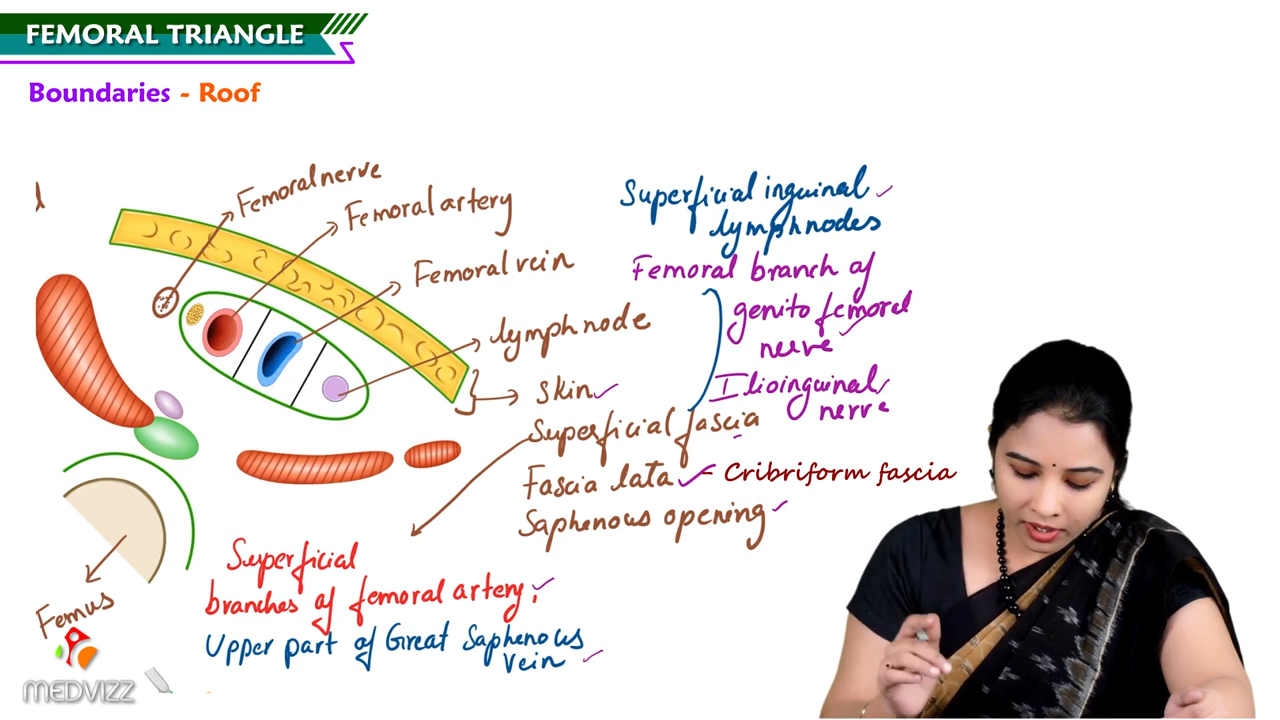 FEMORAL TRIANGLE
Boundaries - Roof
l
Femoral nerve
Femoral artery
Femoral vein
lymph node
Skin
Superficial fascia
Fascia lata - Cribriform fascia
Saphenous opening
Superficial inguinal
lymphnodes
Femoral branch of
genito femoral
nerve
Ilioinguinal
nerve
Superficial
branches of femoral artery,
Upper part of Great Saphenous
vein
Femus
MEDVIZZ